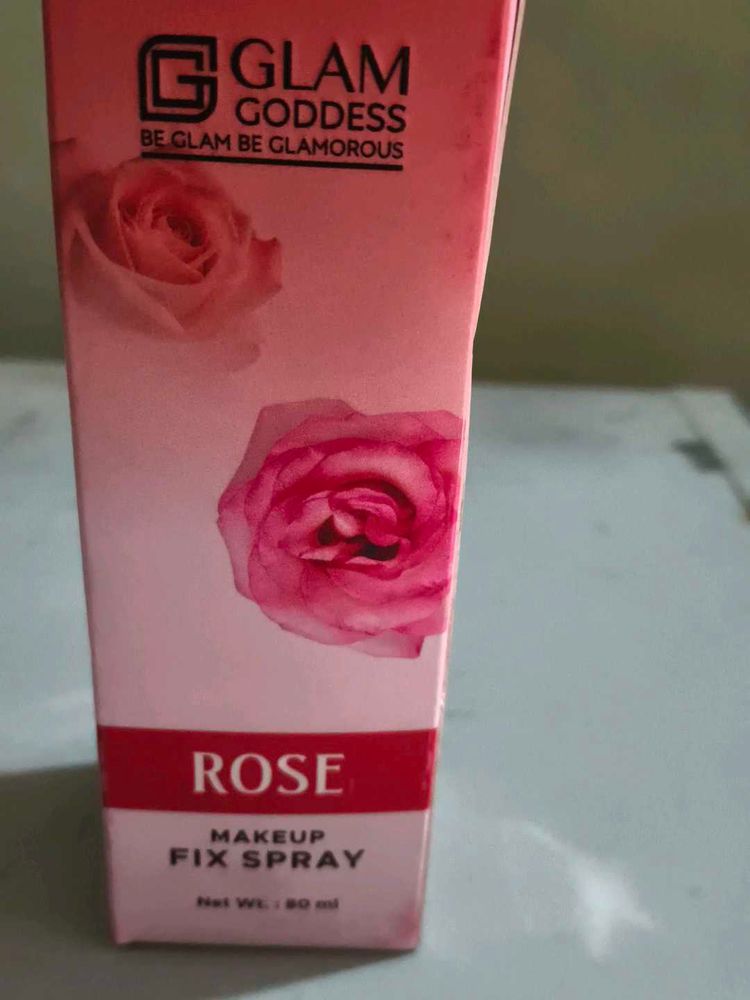 GLAM
GODDESS
BE GLAM BE GLAMOROUS
ROSE
MAKEUP
FIX SPRAY
Net Wt. : 80 ml